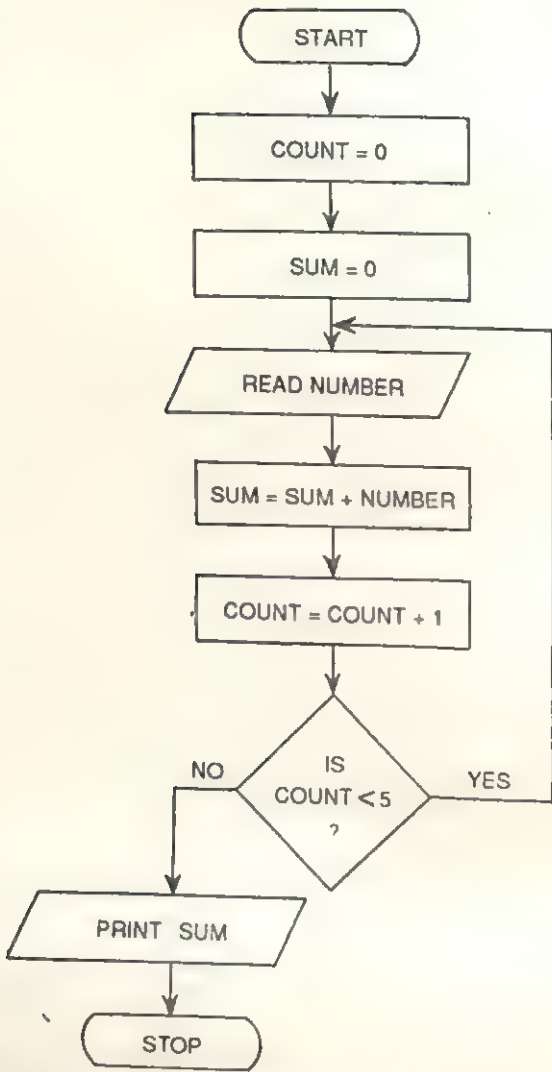 START
COUNT = 0
SUM = 0
READ NUMBER
SUM = SUM + NUMBER
COUNT = COUNT + 1
IS
COUNT < 5
?
NO
YES
PRINT SUM
STOP